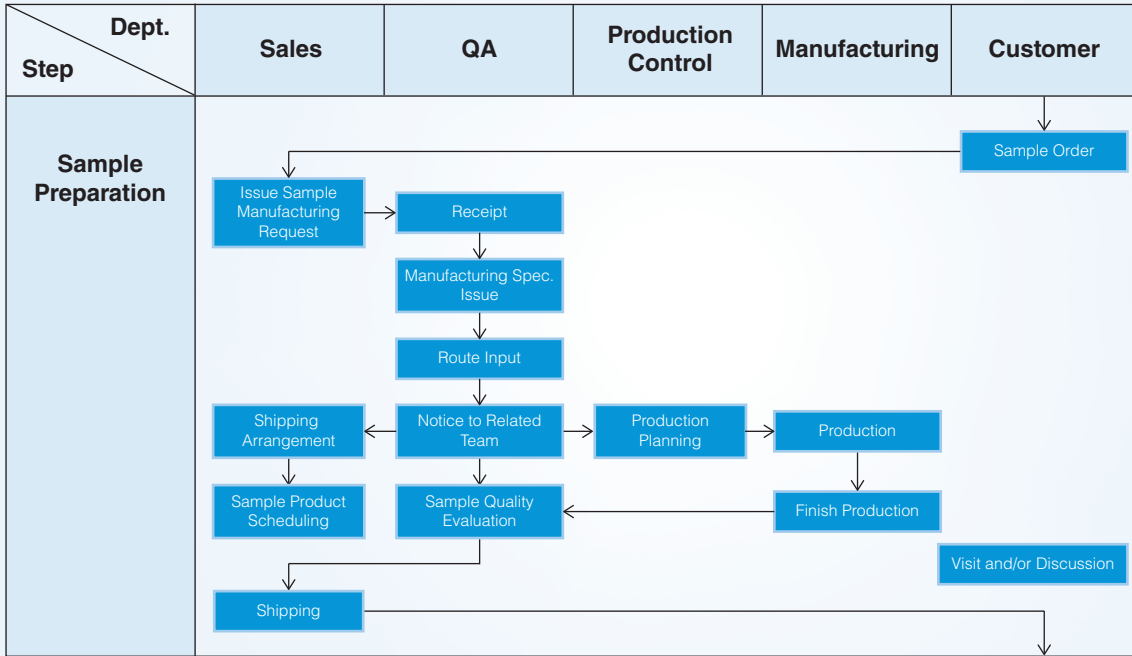 Dept.
Step
Sales
QA
Production
Control
Manufacturing
Customer
Sample
Preparation
Sample Order
Issue Sample
Manufacturing
Request
Receipt
Manufacturing Spec.
Issue
Route Input
Shipping
Arrangement
Notice to Related
Team
Production
Planning
Production
Sample Product
Scheduling
Sample Quality
Evaluation
Finish Production
Visit and/or Discussion
Shipping